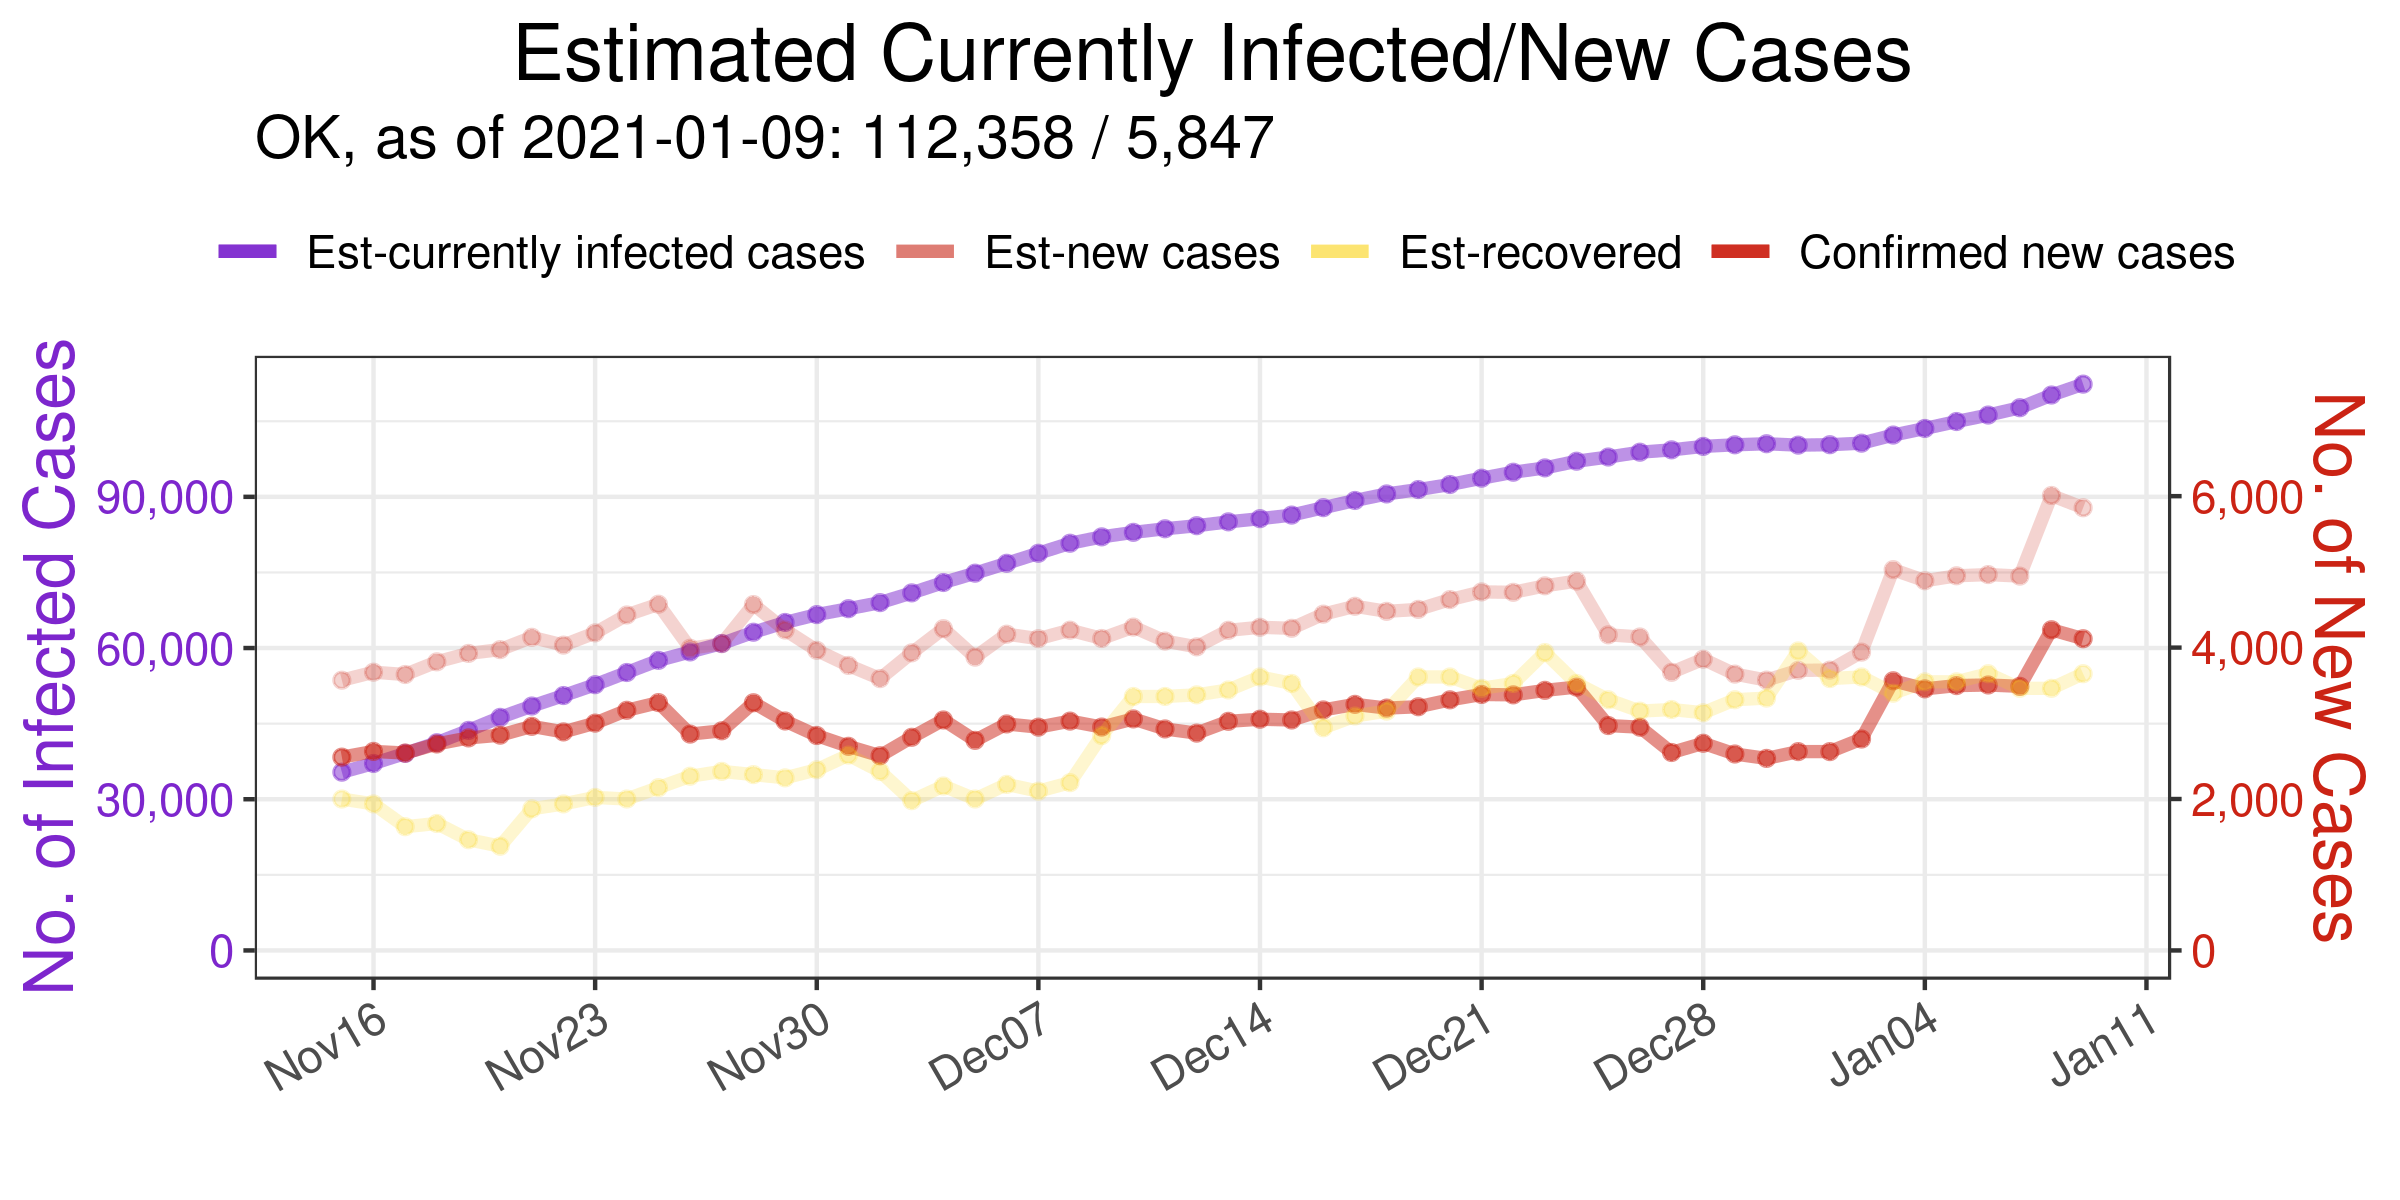 Estimated Currently Infected/New Cases
OK, as of 2021-01-09: 112,358 / 5,847
Est-currently infected cases Est-new cases Est-recovered Confirmed new cases
No. of Infected Cases
90,000
60,000
30,000
0
6,000
4,000
2,000
0
No. of New Cases
Nov16 Nov23 Nov30 Dec07 Dec14 Dec21 Dec28 Jan04 Jan11